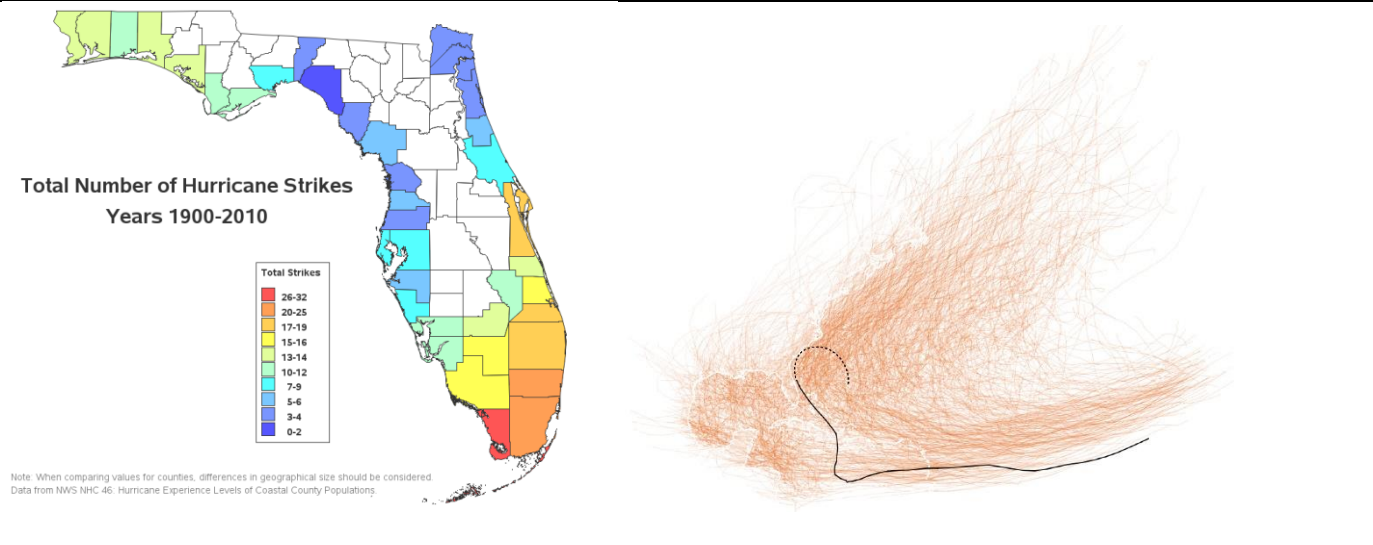 Total Number of Hurricane Strikes
Years 1900-2010
Total Strikes
26-32
20-25
17-19
15-16
13-14
10-12
7-9
5-6
3-4
0-2
Note: When comparing values for counties, differences in geographical size should be considered.
Data from NWS NHC 46: Hurricane Experience Levels of Coastal County Populations.